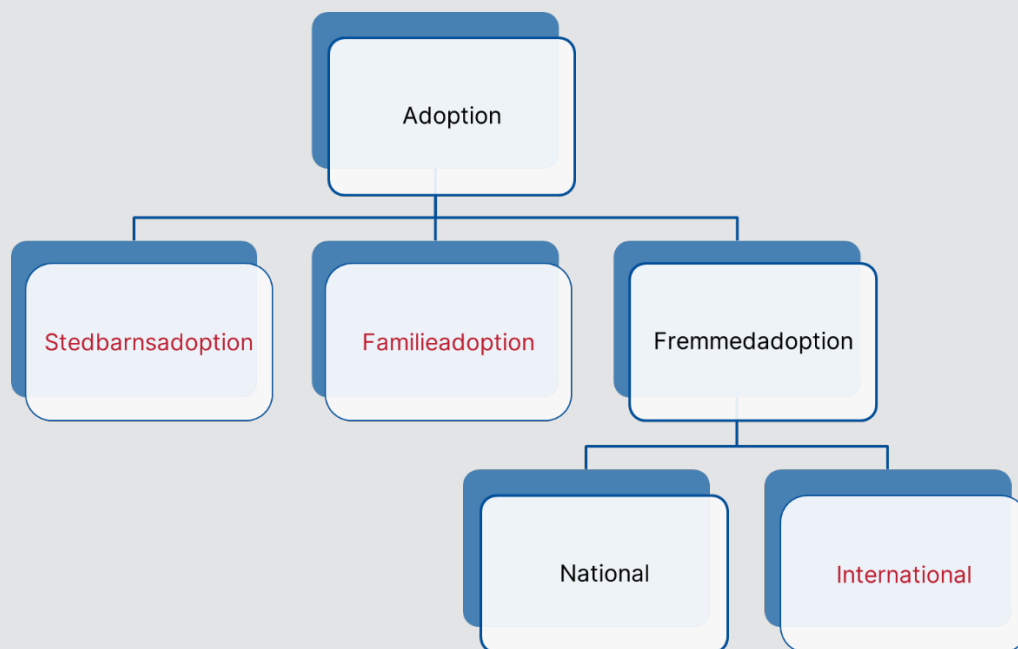 Adoption
Stedbarnsadoption
Familieadoption
Fremmedadoption
National
International